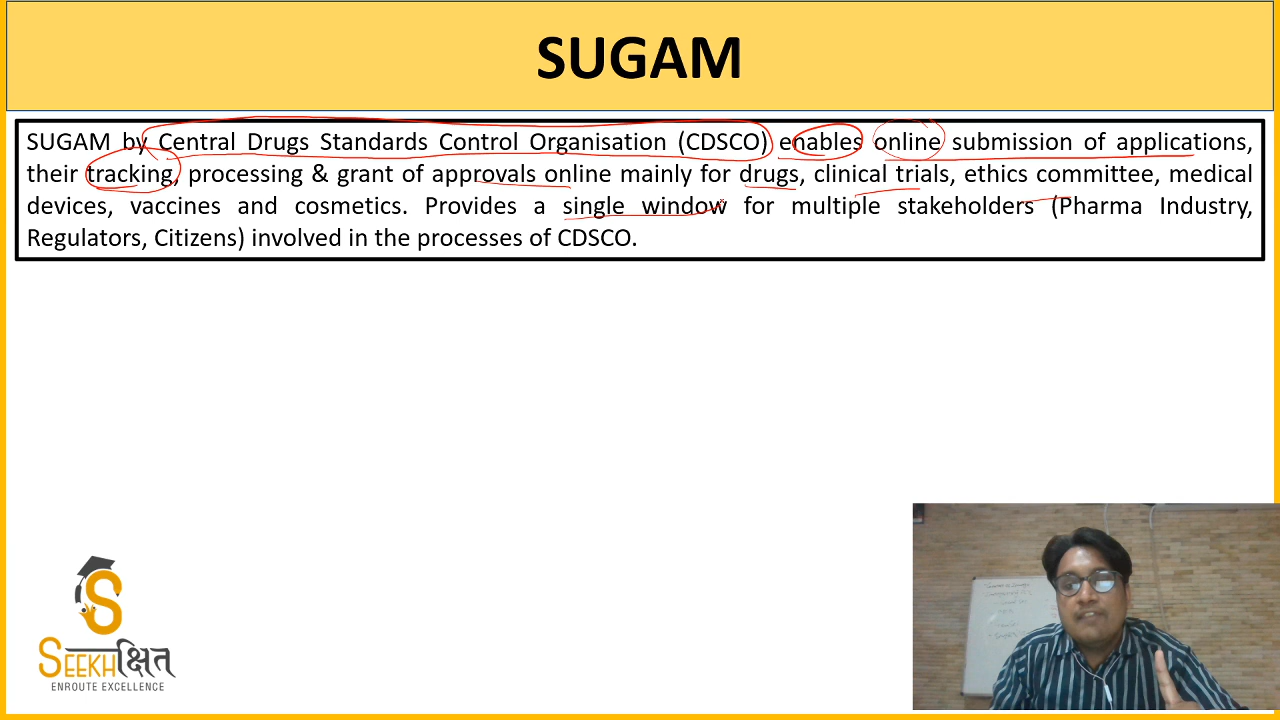 SUGAM
SUGAM by Central Drugs Standards Control Organisation (CDSCO) enables online submission of applications,
their tracking, processing & grant of approvals online mainly for drugs, clinical trials, ethics committee, medical
devices, vaccines and cosmetics. Provides a single window for multiple stakeholders (Pharma Industry,
Regulators, Citizens) involved in the processes of CDSCO.
S
SEEKHक्षित
ENROUTE EXCELLENCE